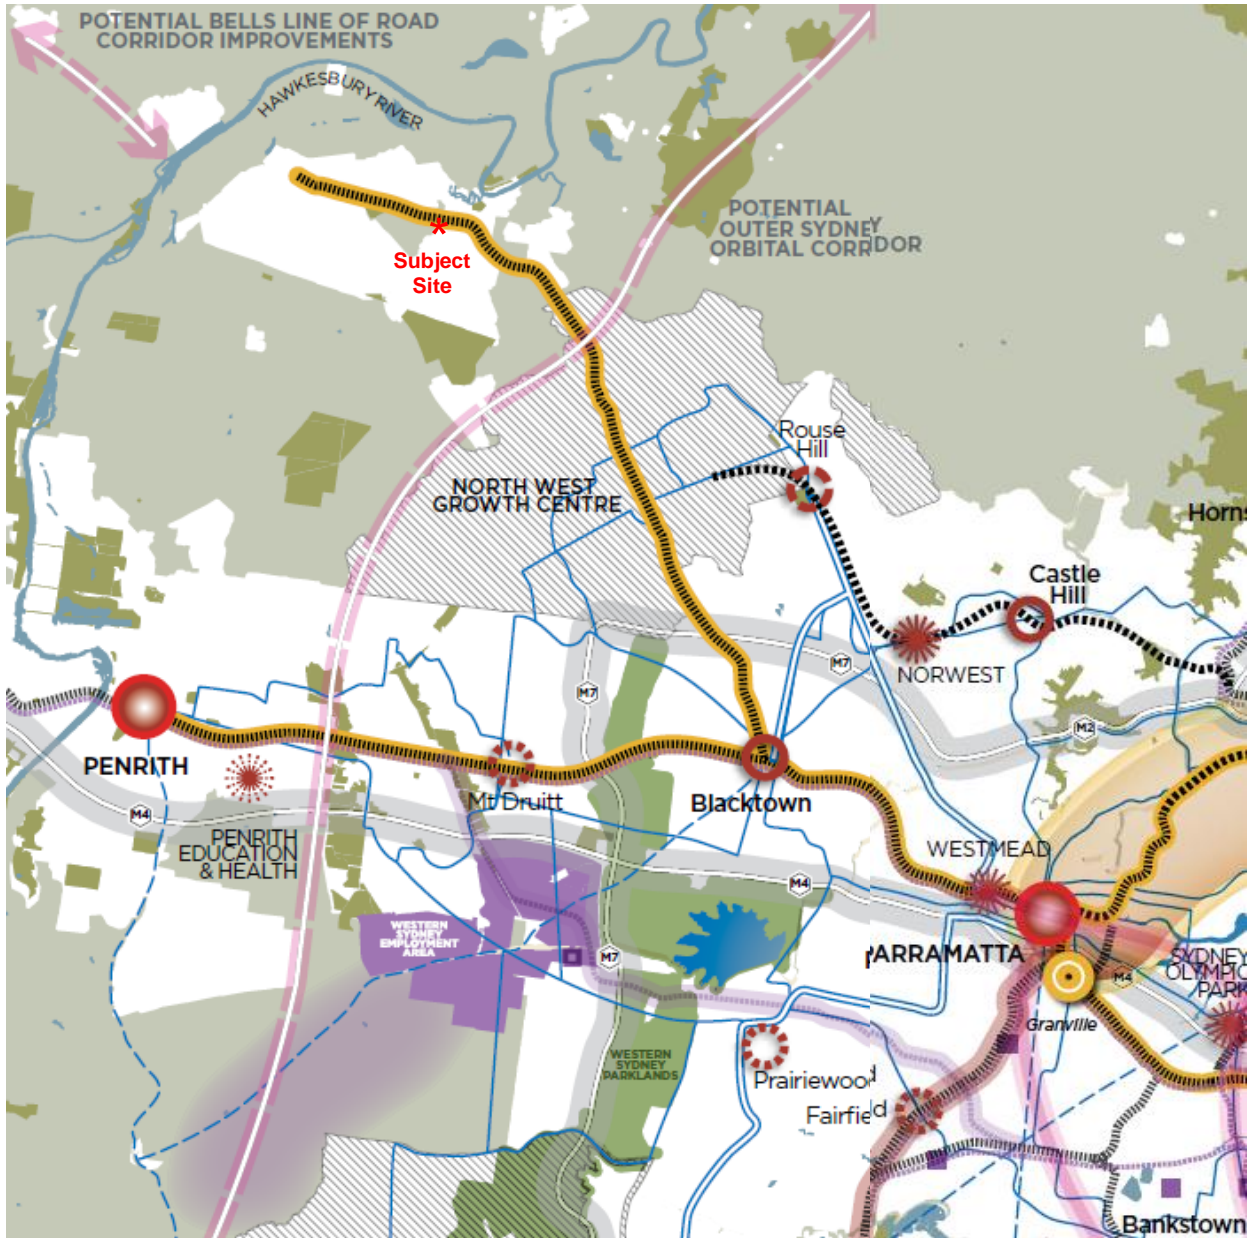 POTENTIAL BELLS LINE OF ROAD
CORRIDOR IMPROVEMENTS
HAWKESBURY RIVER
POTENTIAL
OUTER SYDNEY
ORBITAL CORRIDOR
*
Subject
Site
Rouse
Hill
NORTH WEST
GROWTH CENTRE
Horns
Castle
Hill
M7
NORWEST
M7
M2
PENRITH
Mt Druitt
Blacktown
M4
PENRITH
EDUCATION
& HEALTH
WESTMEAD
M4
WESTERN
SYDNEY
EMPLOYMENT
AREA
M7
PARRAMATTA
SYDNEY
OLYMPIC
PARK
M4
Granville
WESTERN
SYDNEY
PARKLANDS
Prairiewood
Fairfield
Bankstown